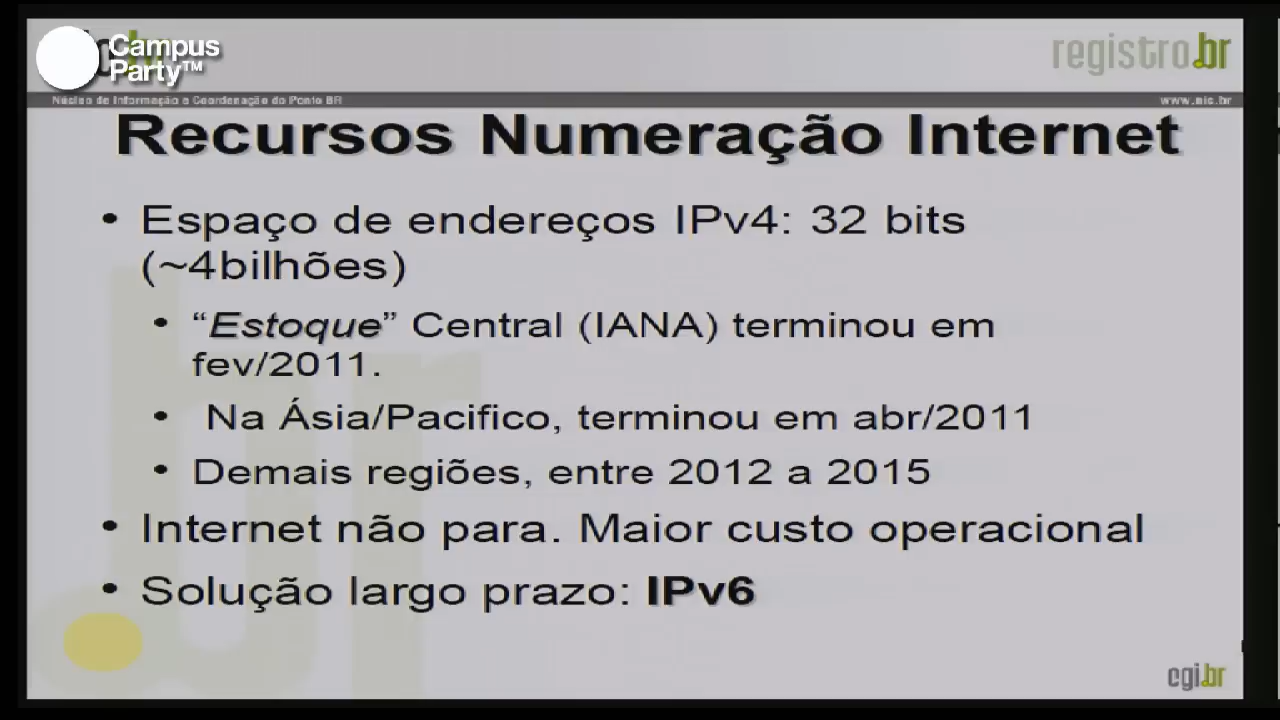 Campus
Party™
registro.br
Núcleo de Informação e Coordenação do Ponto BR
www.nic.br
Recursos Numeração Internet
• Espaço de endereços IPv4: 32 bits
(~4bilhões)
• “Estoque” Central (IANA) terminou em
fev/2011.
• Na Ásia/Pacifico, terminou em abr/2011
• Demais regiões, entre 2012 a 2015
• Internet não para. Maior custo operacional
• Solução largo prazo: IPv6
cgi.br